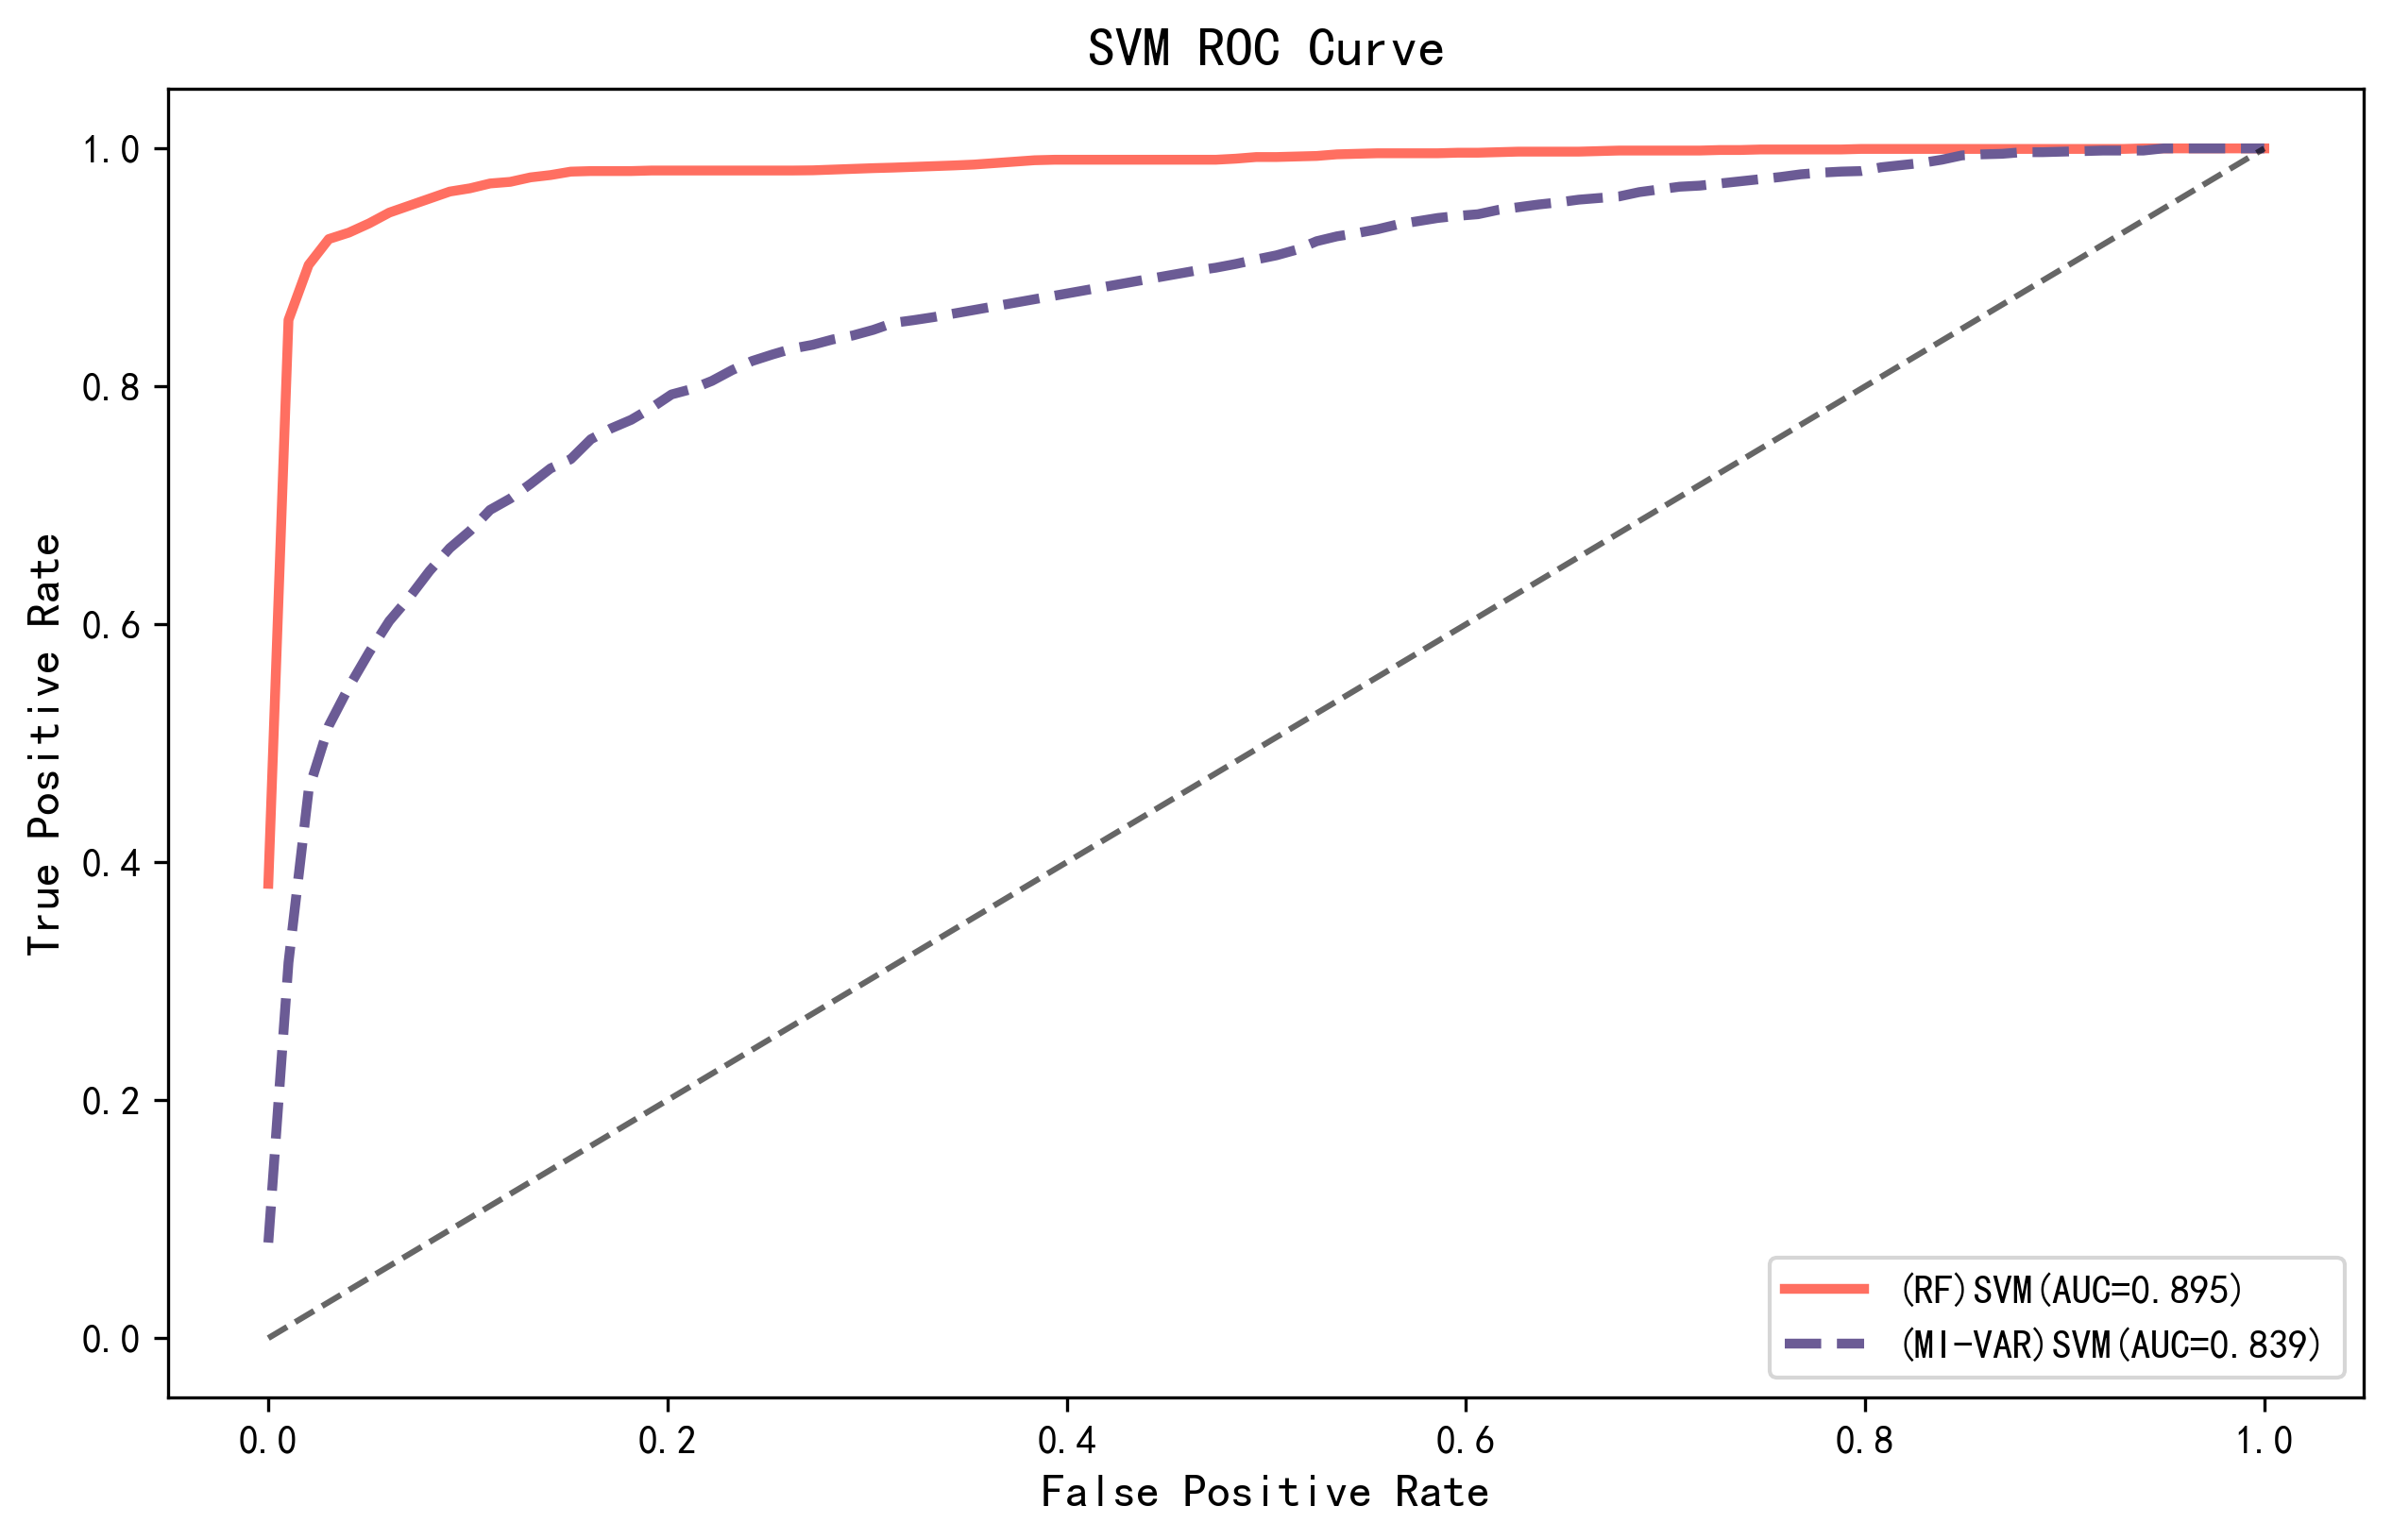 SVM ROC Curve
True Positive Rate
1.0
0.8
0.6
0.4
0.2
0.0
(RF)SVM(AUC=0.895)
(MI-VAR)SVM(AUC=0.839)
0.0 0.2 0.4 0.6 0.8 1.0
False Positive Rate